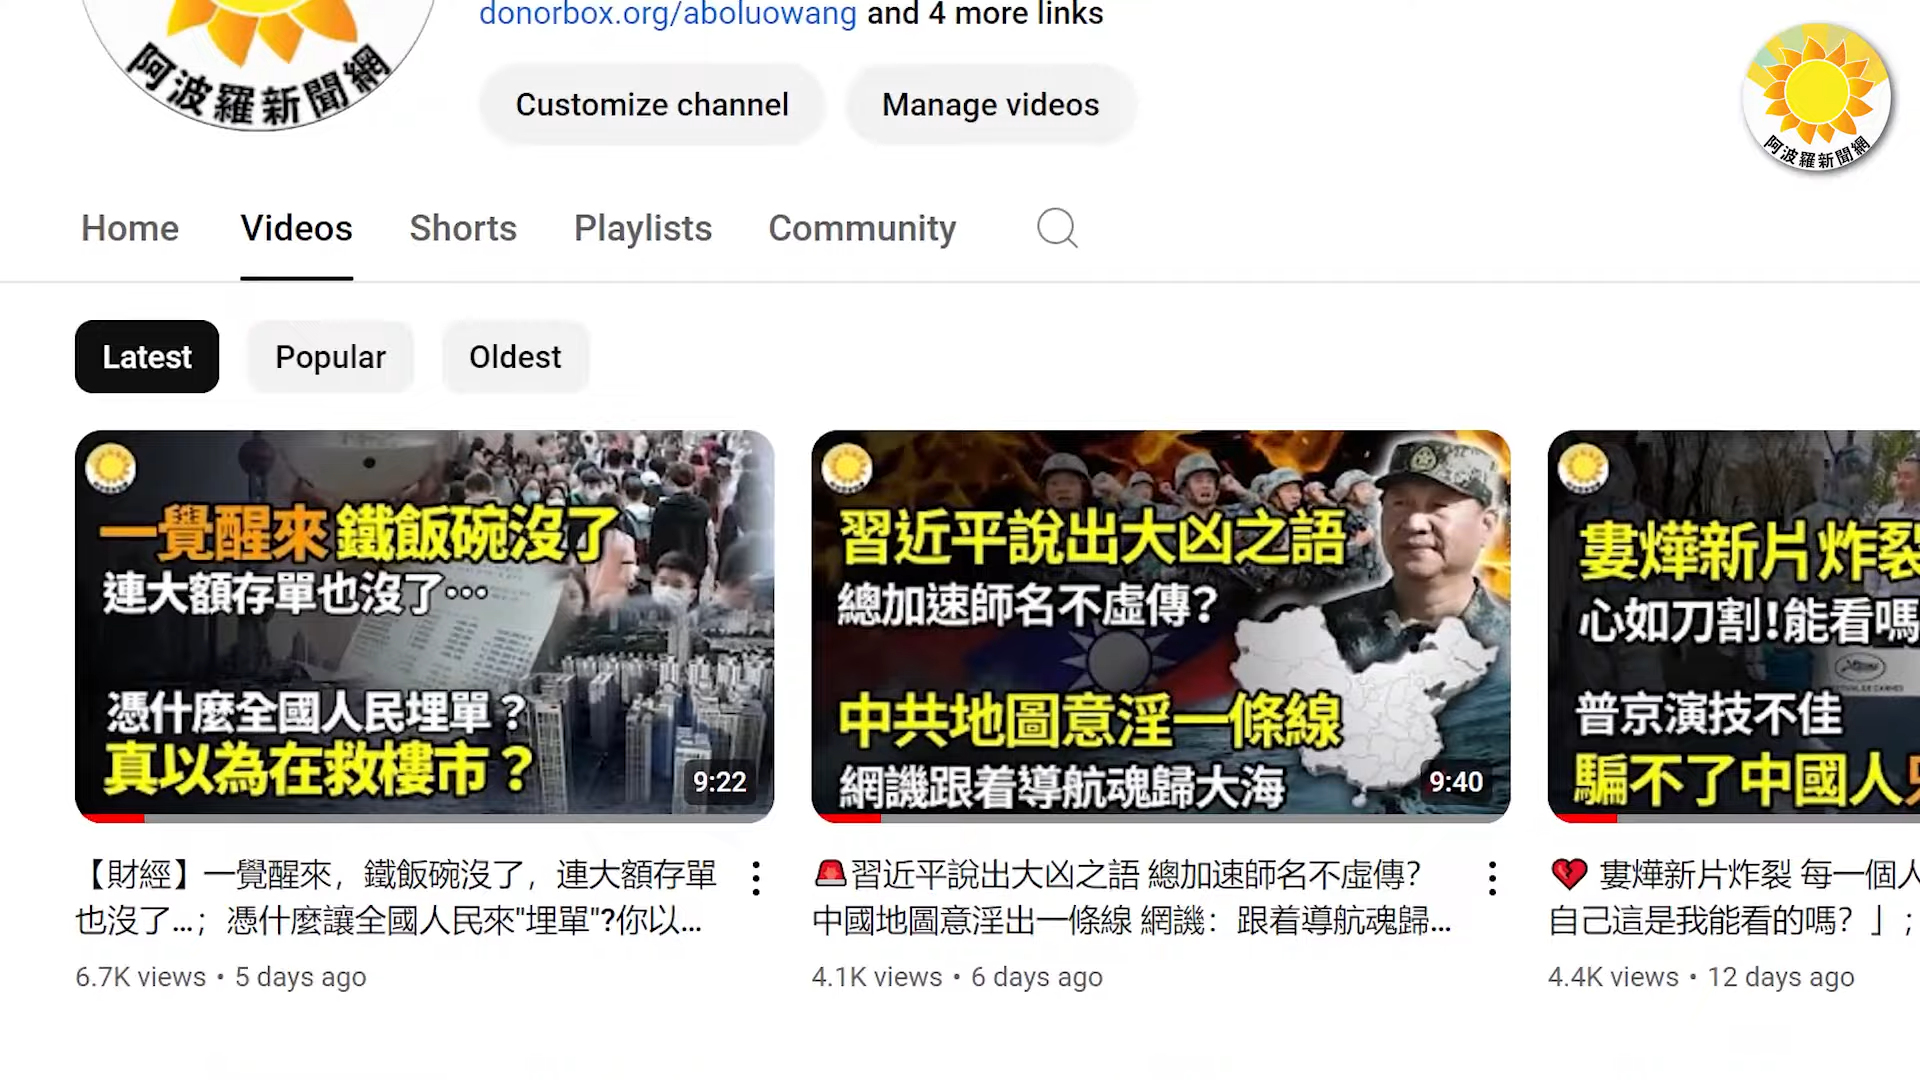 donorbox.org/aboluowang and 4 more links
阿波羅新聞網
阿波羅新聞網
Customize channel
Manage videos
Home
Videos
Shorts
Playlists
Community
Latest
Popular
Oldest
一覺醒來 鐵飯碗沒了
連大額存單也沒了…
憑什麼全國人民埋單？
真以為在救樓市？
9:22
習近平說出大凶之語
總加速師名不虛傳？
中共地圖意淫一條線
網譏跟着導航魂歸大海
9:40
婁燁新片炸裂
心如刀割!能看嗎
普京演技不佳
騙不了中國人
【財經】一覺醒來，鐵飯碗沒了，連大額存單
也沒了...；憑什麼讓全國人民來"埋單"?你以...
6.7K views • 5 days ago
🚨習近平說出大凶之語 總加速師名不虛傳？
中國地圖意淫出一條線 網譏：跟着導航魂歸...
4.1K views • 6 days ago
💔 婁燁新片炸裂 每一個人
自己這是我能看的嗎？」；
4.4K views • 12 days ago